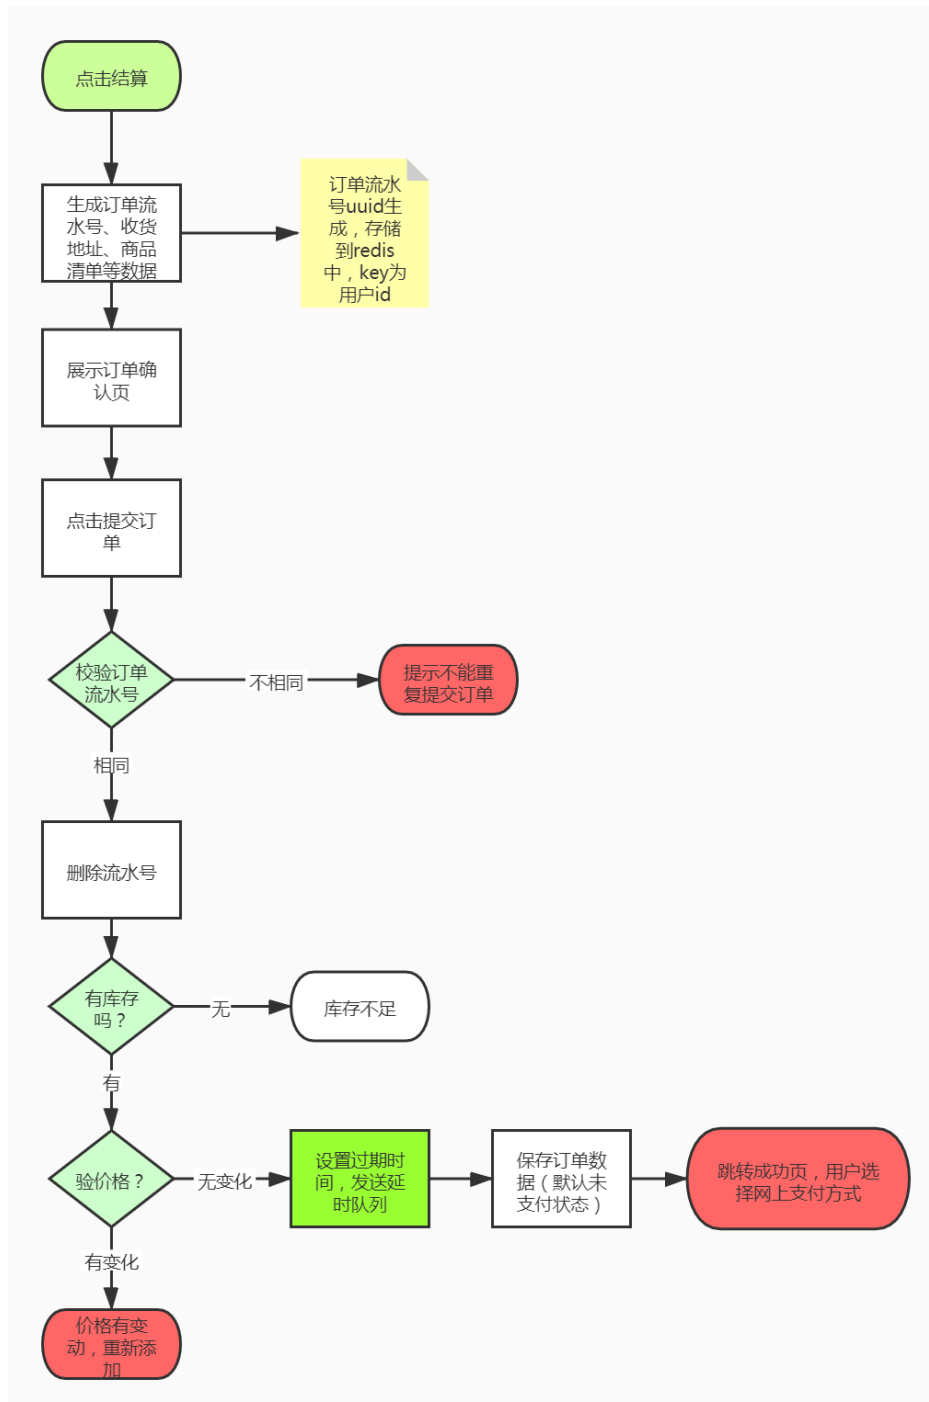 点击结算
生成订单流
水号、收货
地址、商品
清单等数据
订单流水
号uuid生
成，存储
到redis
中，key为
用户id
展示订单确
认页
点击提交订
单
校验订单
流水号
不相同
提示不能重
复提交订单
相同
删除流水号
有库存
吗？
无
库存不足
有
验价格？
无变化
设置过期时
间，发送延
时队列
保存订单数
据（默认未
支付状态）
跳转成功页，用户选
择网上支付方式
有变化
价格有变
动，重新添
加